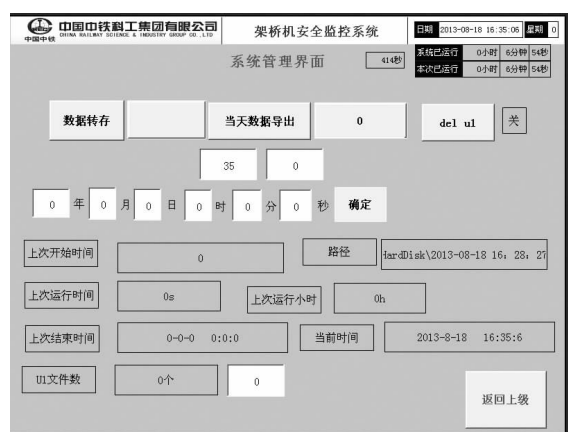 中国中铁 中国中铁科工集团有限公司 CHINA RAILWAY SCIENCE & INDUSTRY GROUP CO.,LTD 架桥机安全监控系统 日期 2013-08-18 16:35:06 星期 0
系统管理界面 414秒 系统已运行 0小时 6分钟 54秒
本次已运行 0小时 6分钟 54秒
数据转存 当天数据导出 0 del u1 关
35 0
0 年 0 月 0 日 0 时 0 分 0 秒 确定
上次开始时间 0 路径 HardDisk\2013-08-18 16：28：27
上次运行时间 0s 上次运行小时 0h
上次结束时间 0-0-0 0:0:0 当前时间 2013-8-18 16:35:6
U1文件数 0个 0
返回上级